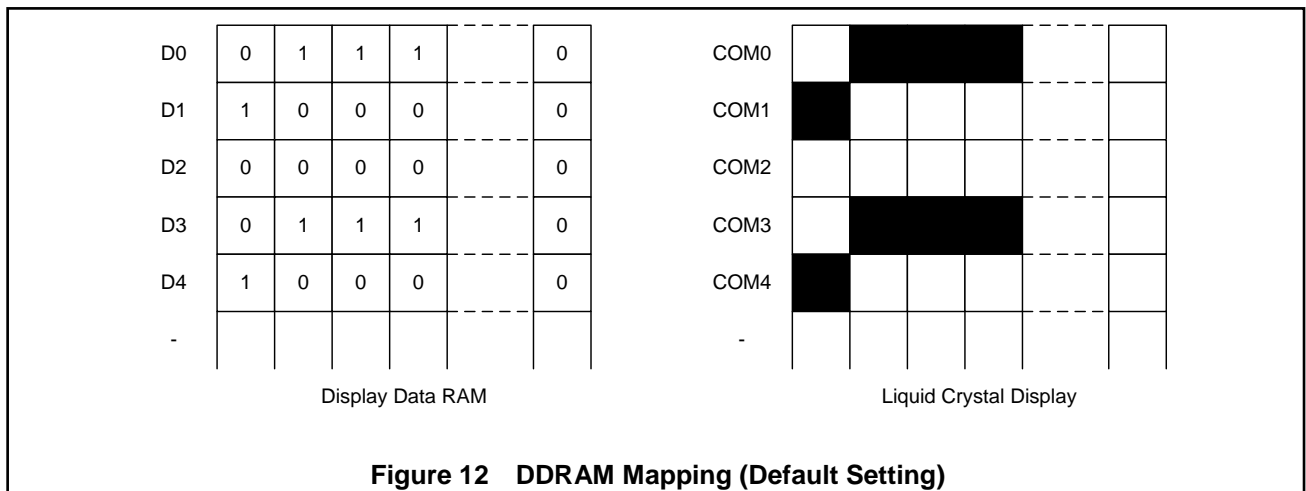 D0 0 1 1 1 0 COM0
D1 1 0 0 0 0 COM1
D2 0 0 0 0 0 COM2
D3 0 1 1 1 0 COM3
D4 1 0 0 0 0 COM4
- -
Display Data RAM Liquid Crystal Display
Figure 12 DDRAM Mapping (Default Setting)